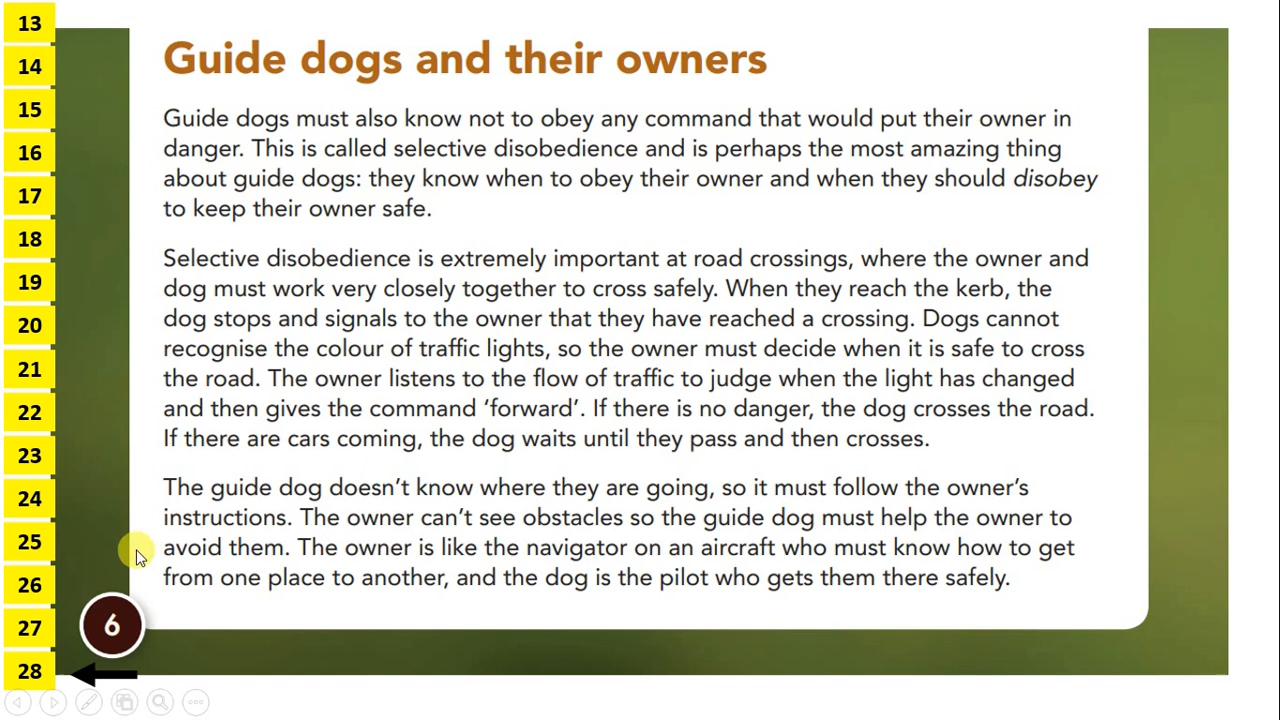 13
14
15
16
17
18
19
20
21
22
23
24
25
26
27
28
Guide dogs and their owners
Guide dogs must also know not to obey any command that would put their owner in
danger. This is called selective disobedience and is perhaps the most amazing thing
about guide dogs: they know when to obey their owner and when they should disobey
to keep their owner safe.
Selective disobedience is extremely important at road crossings, where the owner and
dog must work very closely together to cross safely. When they reach the kerb, the
dog stops and signals to the owner that they have reached a crossing. Dogs cannot
recognise the colour of traffic lights, so the owner must decide when it is safe to cross
the road. The owner listens to the flow of traffic to judge when the light has changed
and then gives the command ‘forward’. If there is no danger, the dog crosses the road.
If there are cars coming, the dog waits until they pass and then crosses.
The guide dog doesn’t know where they are going, so it must follow the owner’s
instructions. The owner can’t see obstacles so the guide dog must help the owner to
avoid them. The owner is like the navigator on an aircraft who must know how to get
from one place to another, and the dog is the pilot who gets them there safely.
6